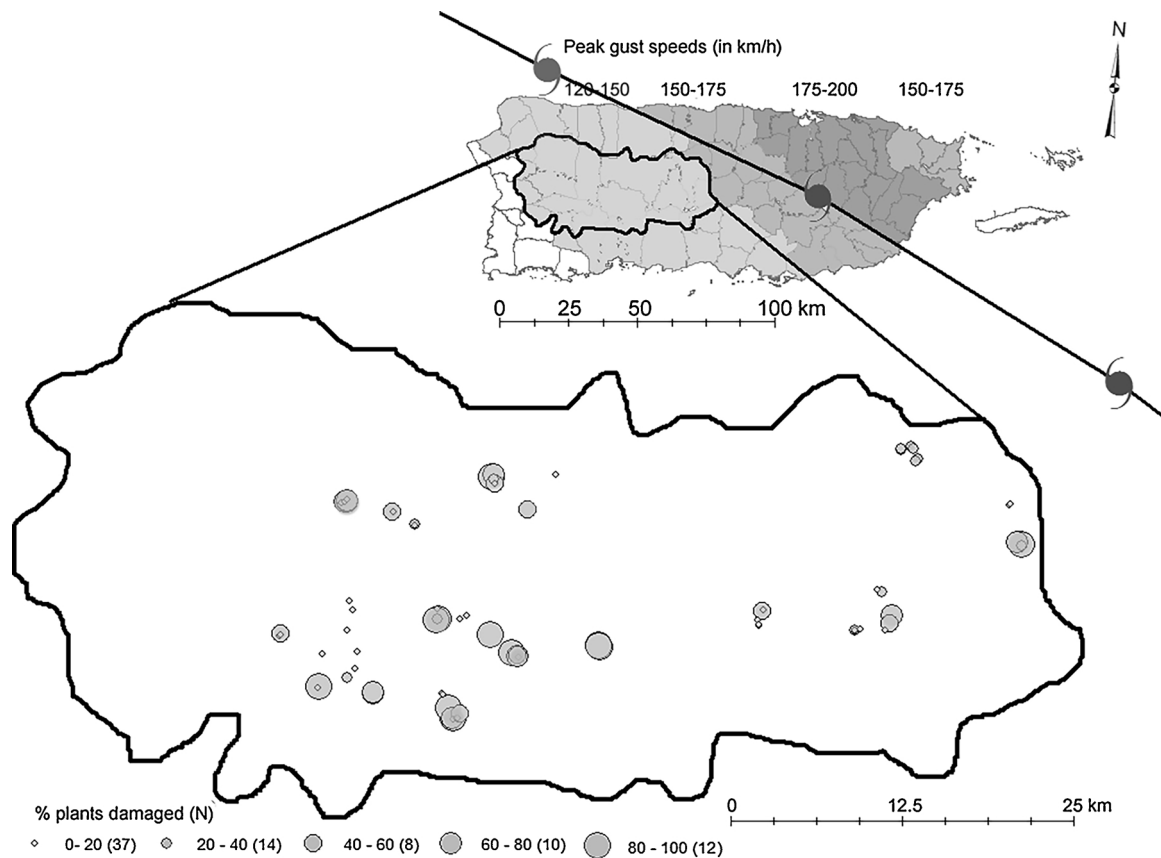 N
Peak gust speeds (in km/h)
120-150 150-175 175-200 150-175
0 25 50 100 km
% plants damaged (N)
0 12.5 25 km
0- 20 (37) 20 - 40 (14) 40 - 60 (8) 60 - 80 (10) 80 - 100 (12)